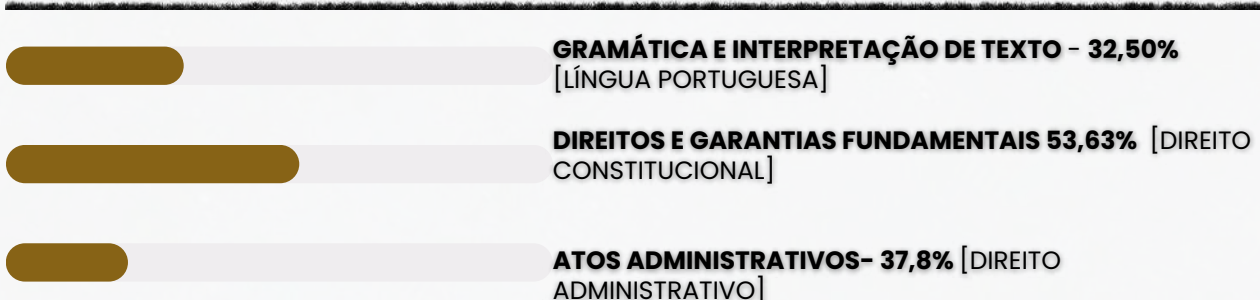 GRAMÁTICA E INTERPRETAÇÃO DE TEXTO - 32,50%
[LÍNGUA PORTUGUESA]
DIREITOS E GARANTIAS FUNDAMENTAIS 53,63% [DIREITO
CONSTITUCIONAL]
ATOS ADMINISTRATIVOS- 37,8% [DIREITO
ADMINISTRATIVO]